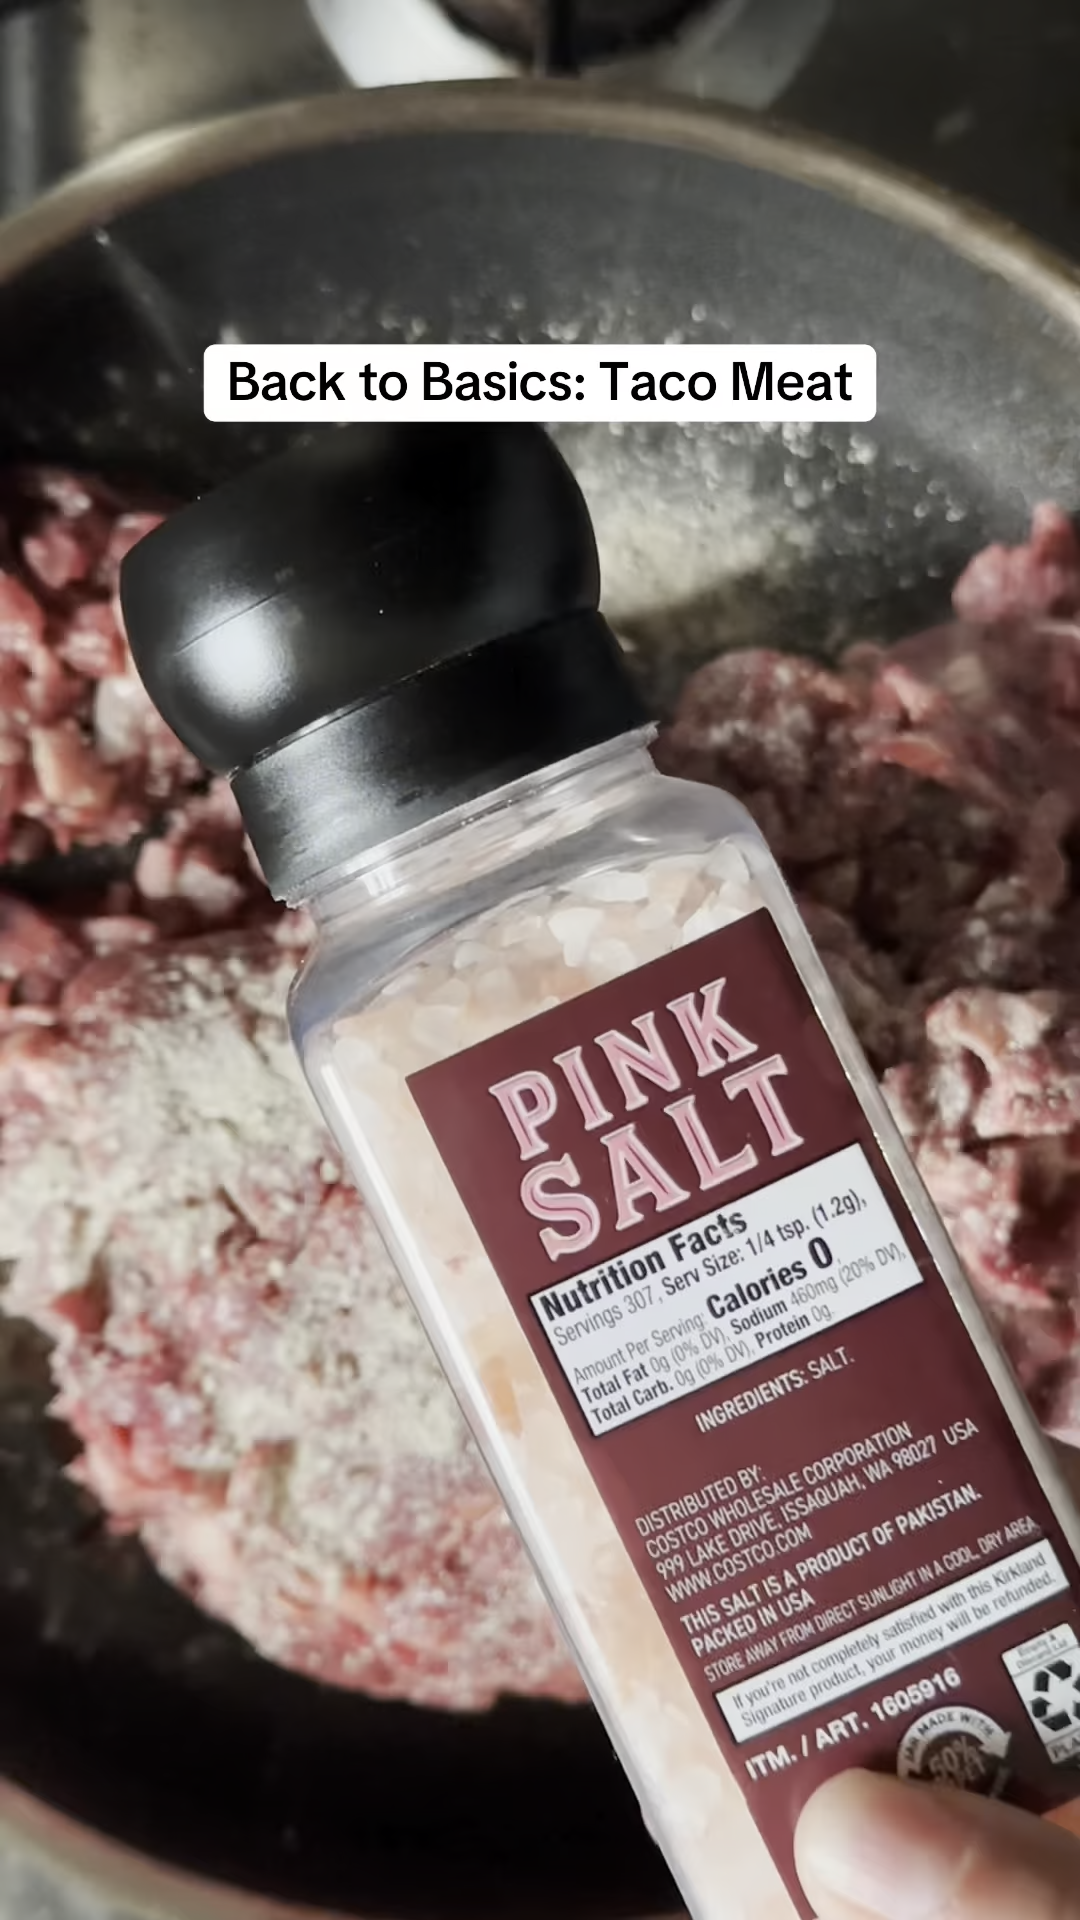 Back to Basics: Taco Meat
PINK
SALT
Nutrition Facts
Servings 307, Serv Size: 1/4 tsp. (1.2g),
Amount Per Serving: Calories 0,
Total Fat 0g (0% DV), Sodium 460mg (20% DV),
Total Carb. 0g (0% DV), Protein 0g.
INGREDIENTS: SALT.
DISTRIBUTED BY:
COSTCO WHOLESALE CORPORATION
999 LAKE DRIVE, ISSAQUAH, WA 98027 USA
WWW.COSTCO.COM
THIS SALT IS A PRODUCT OF PAKISTAN.
PACKED IN USA
STORE AWAY FROM DIRECT SUNLIGHT IN A COOL, DRY AREA.
If you're not completely satisfied with this Kirkland
Signature product, your money will be refunded.
ITM. / ART. 1605916
MADE WITH
50%